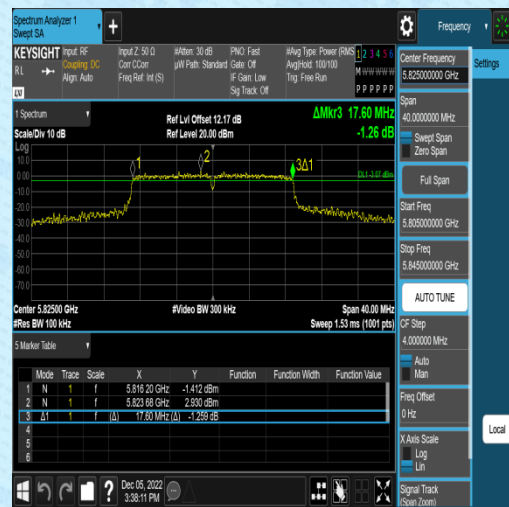 Spectrum Analyzer 1
Swept SA
+
Frequency
KEYSIGHT
RL
LXI
Input: RF
Coupling: DC
Align: Auto
Input Z: 50 Ω
Corr CCorr
Freq Ref: Int (S)
#Atten: 30 dB
µW Path: Standard
PNO: Fast
Gate: Off
IF Gain: Low
Sig Track: Off
#Avg Type: Power (RMS)
Avg|Hold: 100/100
Trig: Free Run
1 2 3 4 5 6
M W W W W W
P P P P P P
Center Frequency
5.825000000 GHz
Settings
Span
40.0000000 MHz
Swept Span
Zero Span
Full Span
Start Freq
5.805000000 GHz
Stop Freq
5.845000000 GHz
AUTO TUNE
CF Step
4.000000 MHz
Auto
Man
Freq Offset
0 Hz
X Axis Scale
Log
Lin
Local
Signal Track
(Span Zoom)
1 Spectrum
Scale/Div 10 dB
Ref Lvl Offset 12.17 dB
Ref Level 20.00 dBm
ΔMkr3 17.60 MHz
-1.26 dB
Log
10.0
0.00
-10.0
-20.0
-30.0
-40.0
-50.0
-60.0
-70.0
1
2
3Δ1
DL1 -3.07 dBm
Center 5.82500 GHz
#Video BW 300 kHz
Span 40.00 MHz
#Res BW 100 kHz
Sweep 1.53 ms (1001 pts)
5 Marker Table
Mode Trace Scale X Y Function Function Width Function Value
1 N 1 f 5.816 20 GHz -1.412 dBm
2 N 1 f 5.823 68 GHz 2.930 dBm
3 Δ1 1 f (Δ) 17.60 MHz (Δ) -1.259 dB
4
5
6
?
Dec 05, 2022
3:38:11 PM